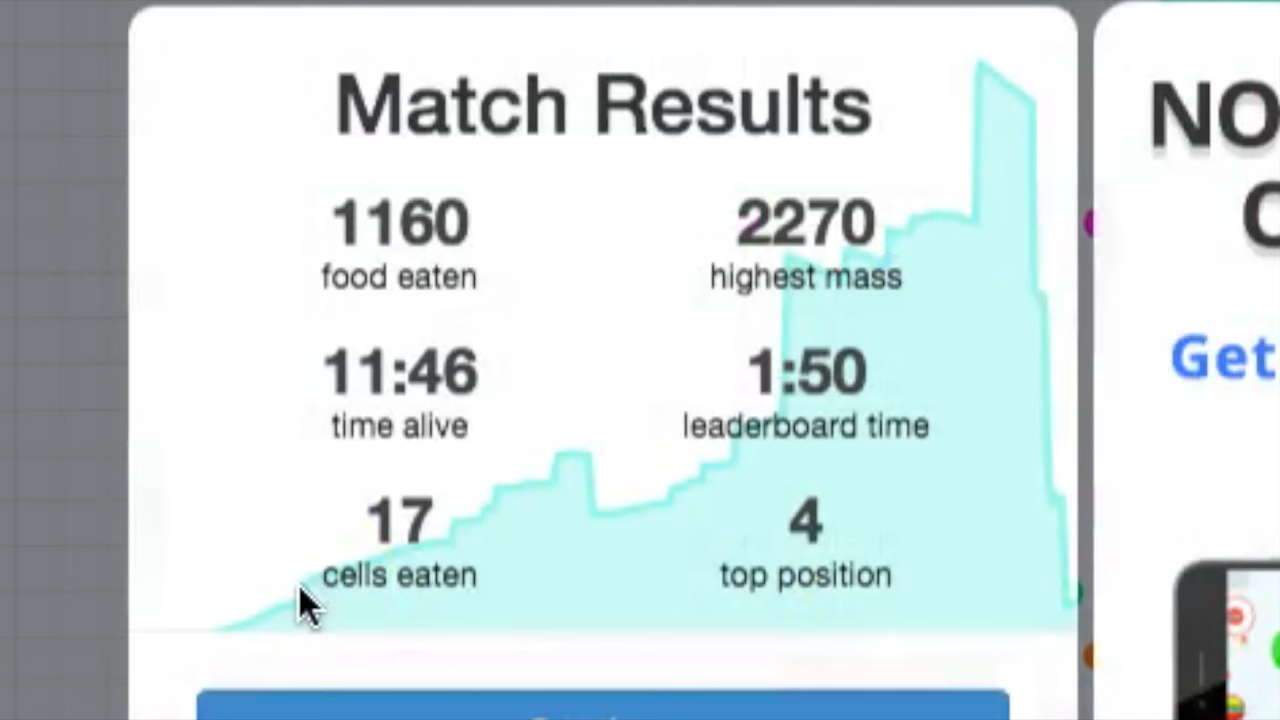 Match Results
1160
food eaten
2270
highest mass
11:46
time alive
1:50
leaderboard time
17
cells eaten
4
top position
NO
Get